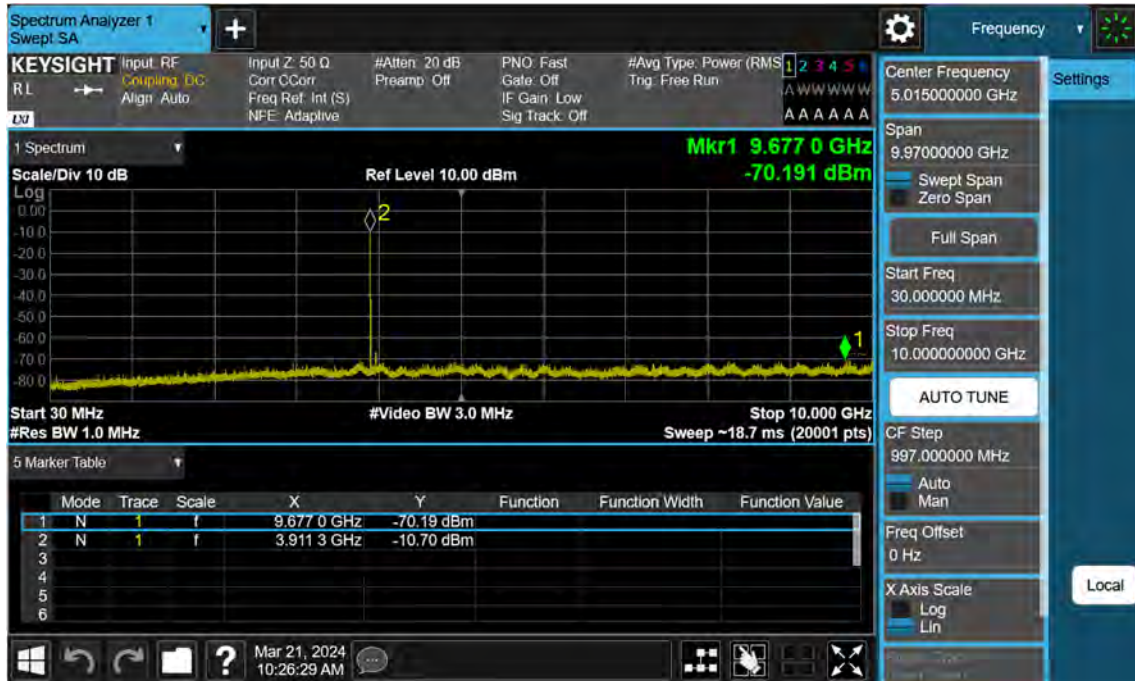 Spectrum Analyzer 1
Swept SA
+
Frequency
KEYSIGHT
RL
LXI
Input: RF
Coupling: DC
Align: Auto
Input Z: 50 Ω
Corr CCorr
Freq Ref: Int (S)
NFE: Adaptive
#Atten: 20 dB
Preamp: Off
PNO: Fast
Gate: Off
IF Gain: Low
Sig Track: Off
#Avg Type: Power (RMS
Trig: Free Run
1 2 3 4 5 6
A W W W W W
A A A A A A
1 Spectrum
Scale/Div 10 dB
Ref Level 10.00 dBm
Mkr1 9.677 0 GHz
-70.191 dBm
Log
0.00
-10.0
-20.0
-30.0
-40.0
-50.0
-60.0
-70.0
-80.0
2
1
Start 30 MHz
#Video BW 3.0 MHz
Stop 10.000 GHz
#Res BW 1.0 MHz
Sweep ~18.7 ms (20001 pts)
5 Marker Table
Mode Trace Scale X Y Function Function Width Function Value
1 N 1 f 9.677 0 GHz -70.19 dBm
2 N 1 f 3.911 3 GHz -10.70 dBm
3
4
5
6
Mar 21, 2024
10:26:29 AM
?
Center Frequency
5.015000000 GHz
Span
9.97000000 GHz
Swept Span
Zero Span
Full Span
Start Freq
30.000000 MHz
Stop Freq
10.000000000 GHz
AUTO TUNE
CF Step
997.000000 MHz
Auto
Man
Freq Offset
0 Hz
X Axis Scale
Log
Lin
Settings
Local